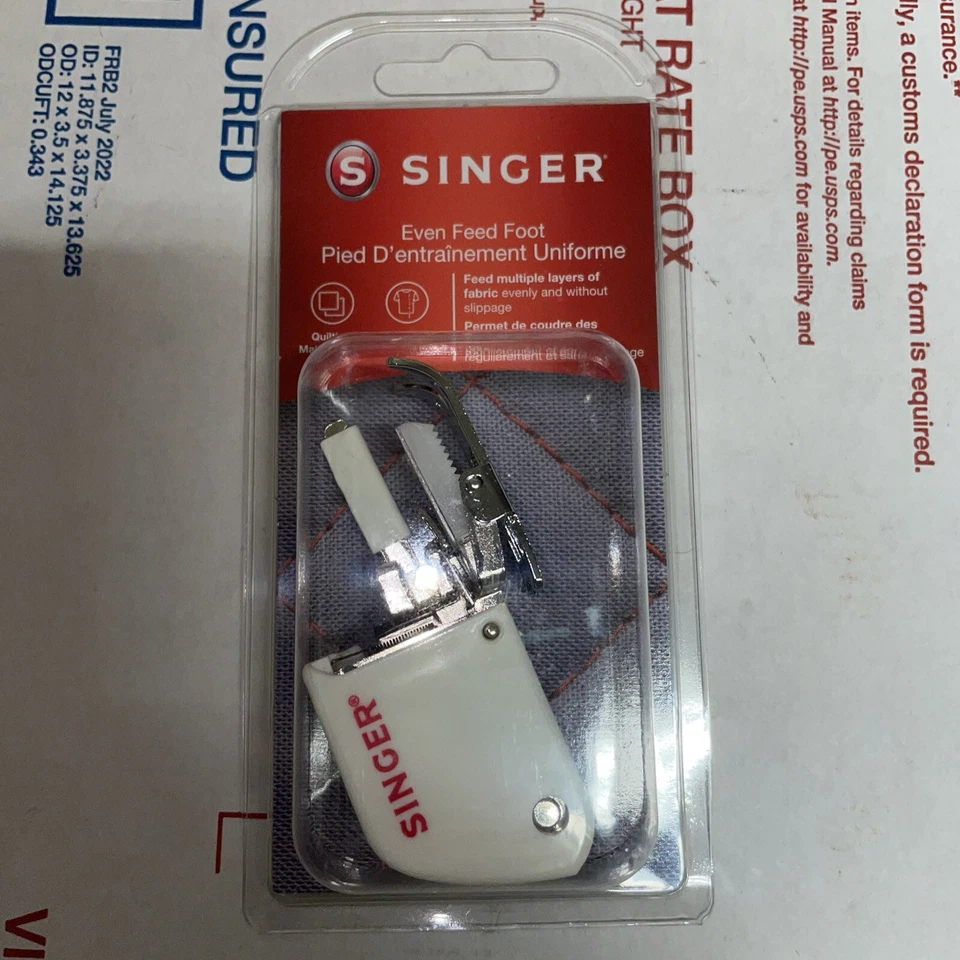 S SINGER®
Even Feed Foot
Pied D'entraînement Uniforme
Feed multiple layers of
fabric evenly and without
slippage
Permet de coudre des
SINGER®
FRB2 July 2022
ID: 11.875 x 3.375 x 13.625
OD: 12 x 3.5 x 14.125
ODCUFT: 0.343
NSURED
AT RATE BOX
lly, a customs declaration form is required.
n items. For details regarding claims
l Manual at http://pe.usps.com.
at http://pe.usps.com for availability and
surance.
VI